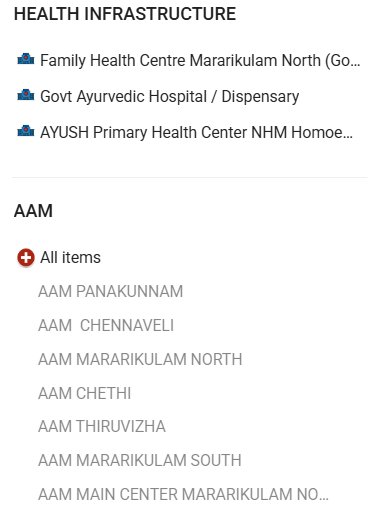 HEALTH INFRASTRUCTURE
Family Health Centre Mararikulam North (Go...
Govt Ayurvedic Hospital / Dispensary
AYUSH Primary Health Center NHM Homoe...
AAM
All items
AAM PANAKUNNAM
AAM  CHENNAVELI
AAM MARARIKULAM NORTH
AAM CHETHI
AAM THIRUVIZHA
AAM MARARIKULAM SOUTH
AAM MAIN CENTER MARARIKULAM NO...